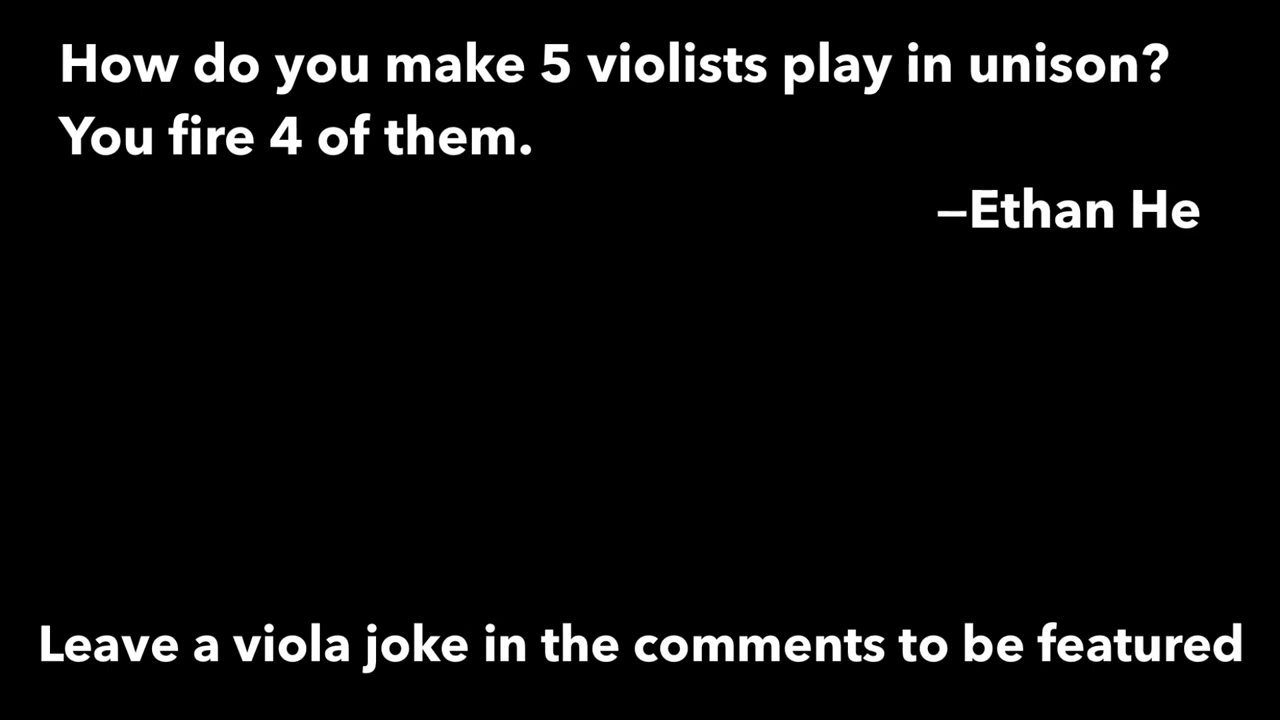 How do you make 5 violists play in unison?
You fire 4 of them.
—Ethan He
Leave a viola joke in the comments to be featured